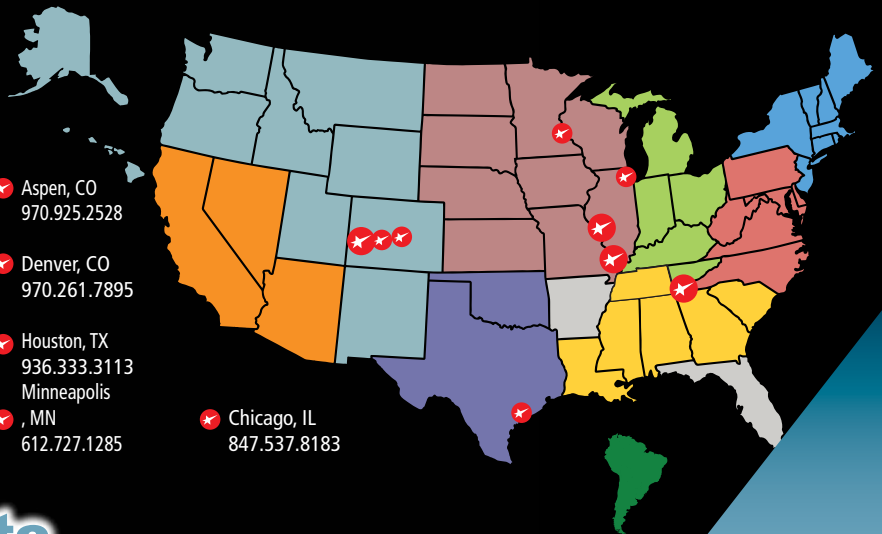 Aspen, CO
970.925.2528
Denver, CO
970.261.7895
Houston, TX
936.333.3113
Minneapolis
, MN
612.727.1285
Chicago, IL
847.537.8183